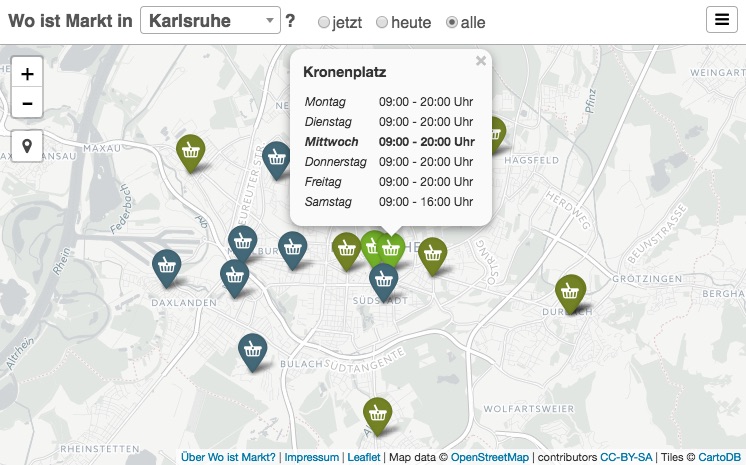 Wo ist Markt in Karlsruhe ? jetzt heute alle
+
-
Kronenplatz ×
Montag 09:00 - 20:00 Uhr
Dienstag 09:00 - 20:00 Uhr
Mittwoch 09:00 - 20:00 Uhr
Donnerstag 09:00 - 20:00 Uhr
Freitag 09:00 - 20:00 Uhr
Samstag 09:00 - 16:00 Uhr
WEINGART
Pfinz
MAXAU
HAGSFELD
Federbach
Alb
Rhein
BEUNSTRASSE
OSTRING
GRÖTZINGEN
DAXLANDEN
SÜDSTADT
BERGHA
Altrhein
BULACH
SÜDTANGENTE
WOLFARTSWEIER
RHEINSTETTEN
Über Wo ist Markt? | Impressum | Leaflet | Map data © OpenStreetMap | contributors CC-BY-SA | Tiles © CartoDB